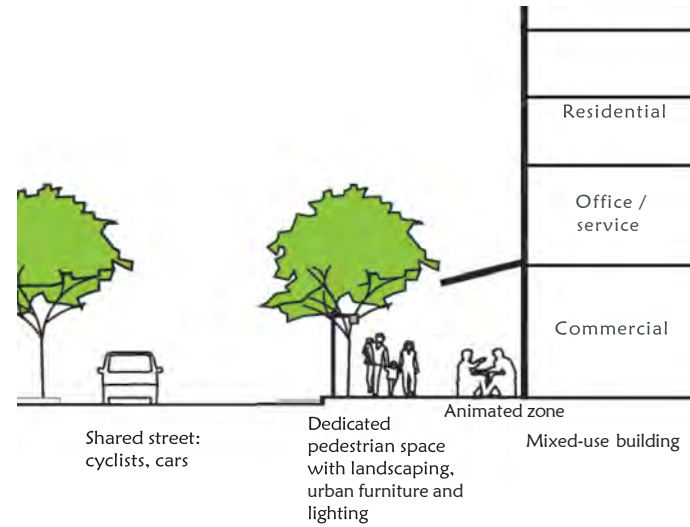 Residential
Office /
service
Commercial
Animated zone
Shared street:
cyclists, cars
Dedicated
pedestrian space
with landscaping,
urban furniture and
lighting
Mixed-use building